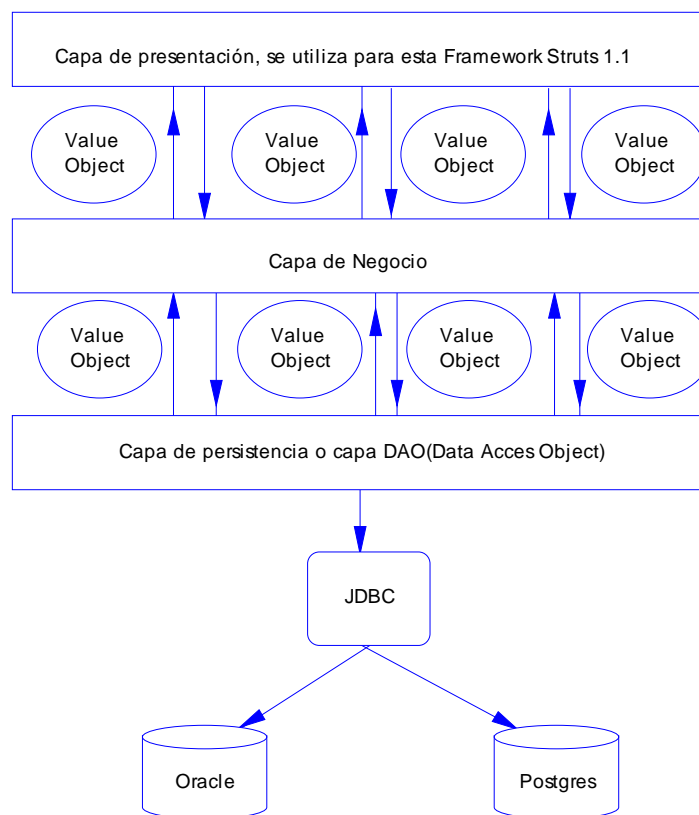 Capa de presentación, se utiliza para esta Framework Struts 1.1
Value
Object
Value
Object
Value
Object
Value
Object
Capa de Negocio
Value
Object
Value
Object
Value
Object
Value
Object
Capa de persistencia o capa DAO(Data Acces Object)
JDBC
Oracle
Postgres